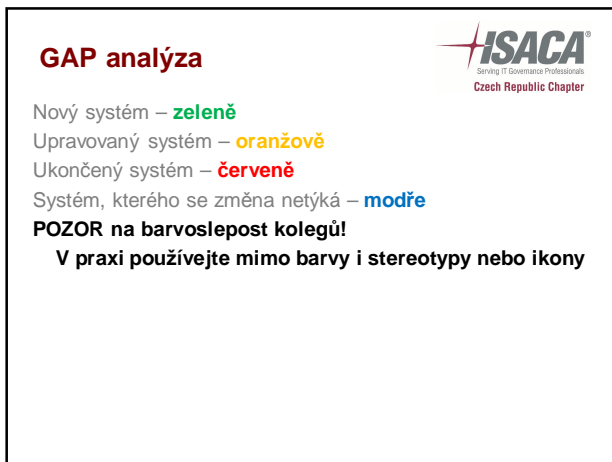 GAP analýza
ISACA®
Serving IT Governance Professionals
Czech Republic Chapter
Nový systém – zeleně
Upravovaný systém – oranžově
Ukončený systém – červeně
Systém, kterého se změna netýká – modře
POZOR na barvoslepost kolegů!
V praxi používejte mimo barvy i stereotypy nebo ikony